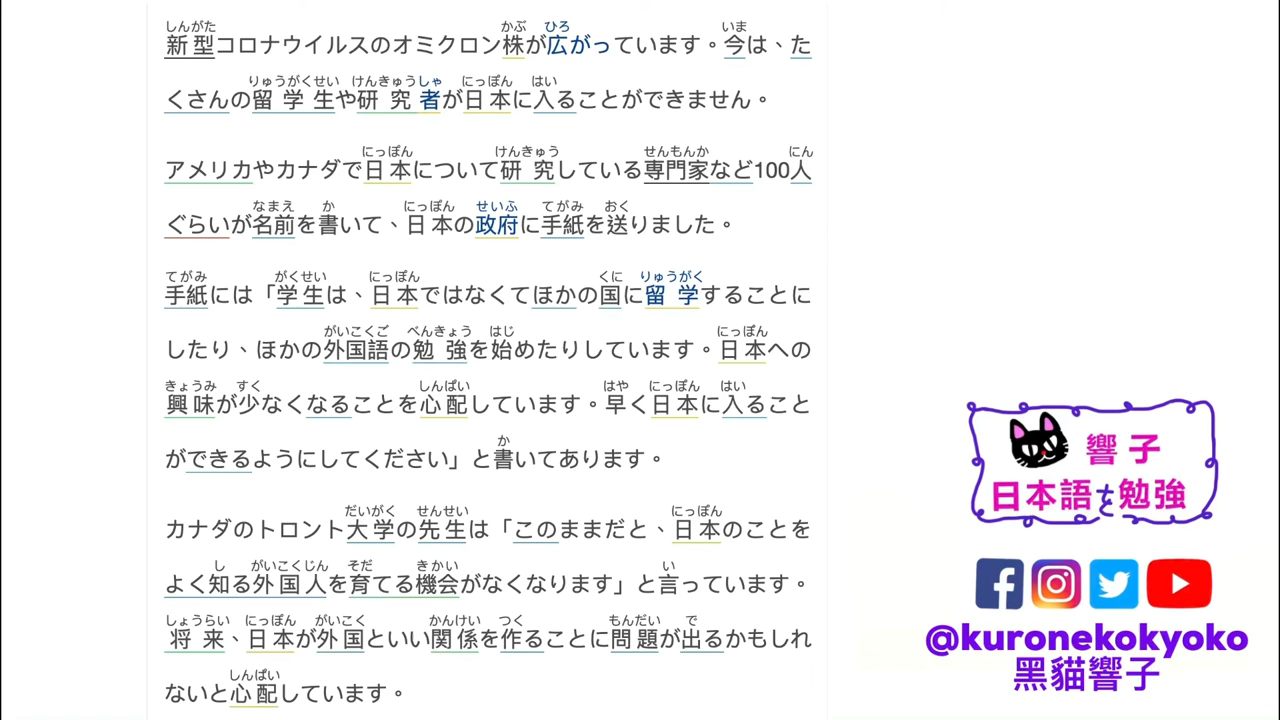 新型コロナウイルスのオミクロン株が広がっています。今は、た
くさんの留学生や研究者が日本に入ることができません。
アメリカやカナダで日本について研究している専門家など100人
ぐらいが名前を書いて、日本の政府に手紙を送りました。
手紙には「学生は、日本ではなくてほかの国に留学することに
したり、ほかの外国語の勉強を始めたりしています。日本への
興味が少なくなることを心配しています。早く日本に入ること
ができるようにしてください」と書いてあります。
カナダのトロント大学の先生は「このままだと、日本のことを
よく知る外国人を育てる機会がなくなります」と言っています。
将来、日本が外国といい関係を作ることに問題が出るかもしれ
ないと心配しています。
響子
日本語を勉強
@kuronekokyoko
黑貓響子